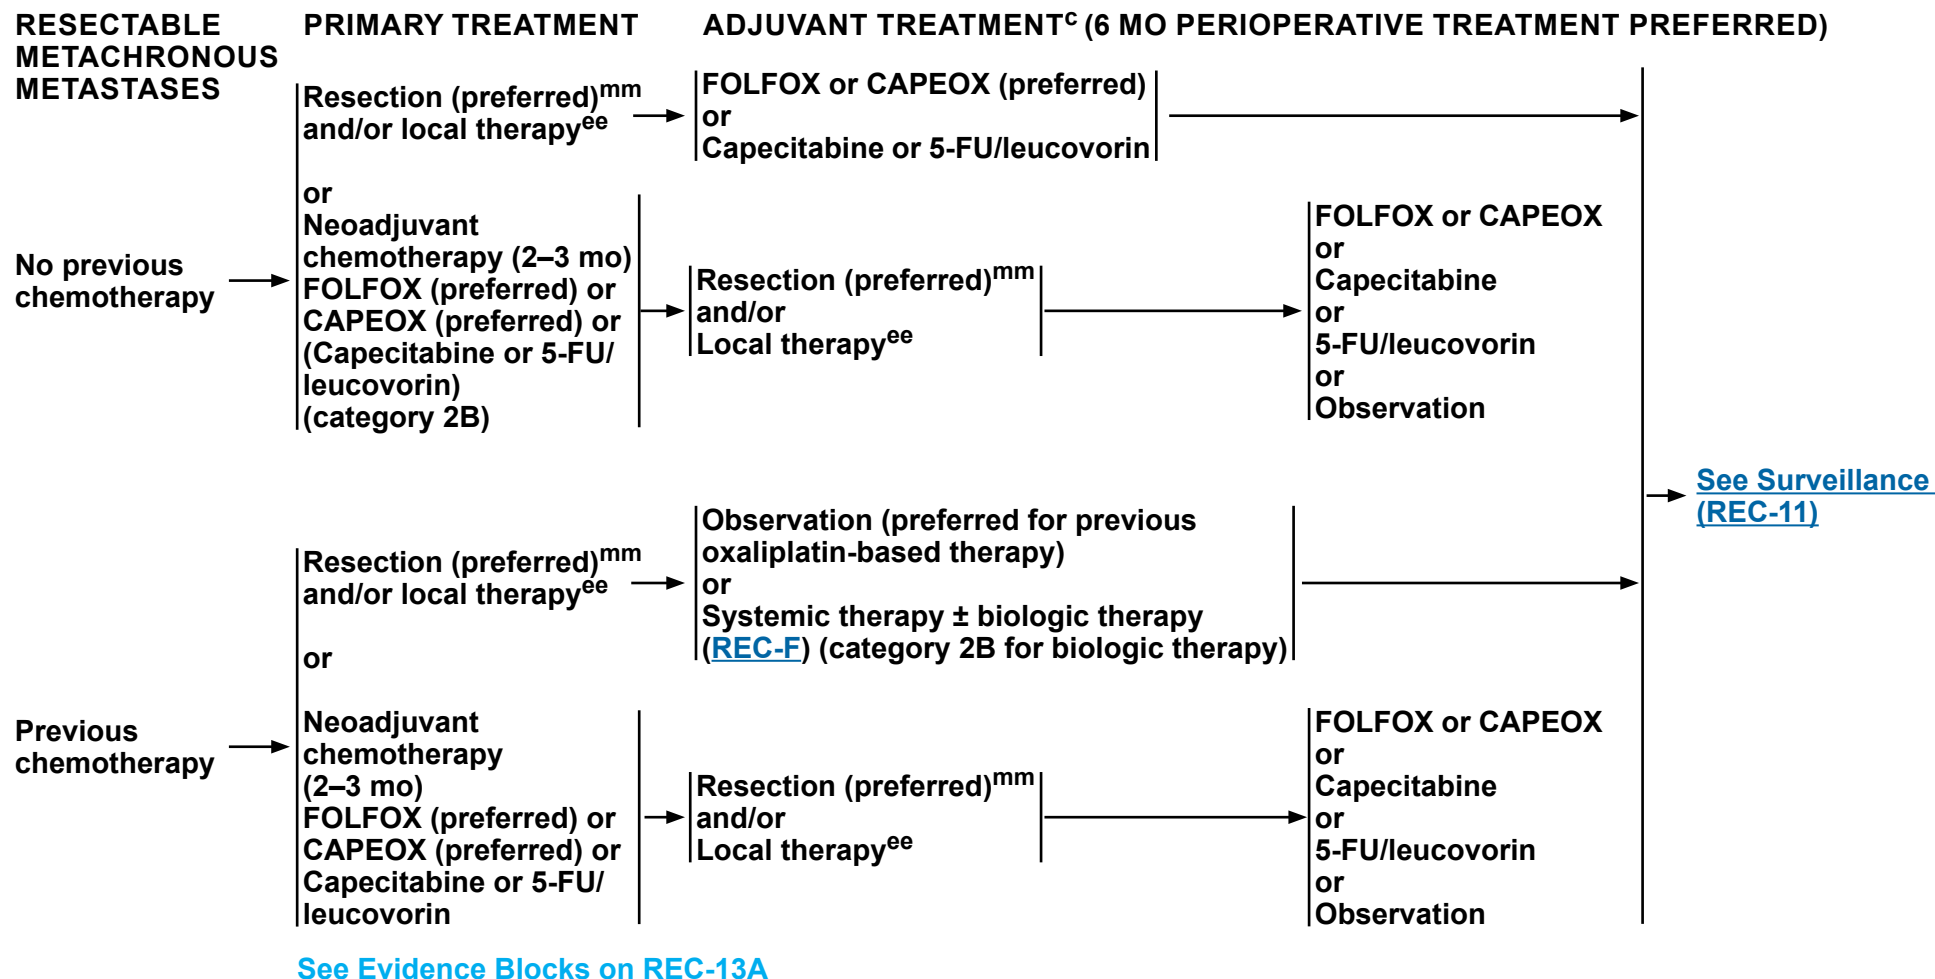 RESECTABLE
METACHRONOUS
METASTASES
PRIMARY TREATMENT
ADJUVANT TREATMENTc (6 MO PERIOPERATIVE TREATMENT PREFERRED)
No previous
chemotherapy
Resection (preferred)mm
and/or local therapyee
FOLFOX or CAPEOX (preferred)
or
Capecitabine or 5-FU/leucovorin
or
Neoadjuvant
chemotherapy (2–3 mo)
FOLFOX (preferred) or
CAPEOX (preferred) or
(Capecitabine or 5-FU/
leucovorin)
(category 2B)
Resection (preferred)mm
and/or
Local therapyee
FOLFOX or CAPEOX
or
Capecitabine
or
5-FU/leucovorin
or
Observation
Previous
chemotherapy
Resection (preferred)mm
and/or local therapyee
Observation (preferred for previous
oxaliplatin-based therapy)
or
Systemic therapy ± biologic therapy
(REC-F) (category 2B for biologic therapy)
or
Neoadjuvant
chemotherapy
(2–3 mo)
FOLFOX (preferred) or
CAPEOX (preferred) or
Capecitabine or 5-FU/
leucovorin
Resection (preferred)mm
and/or
Local therapyee
FOLFOX or CAPEOX
or
Capecitabine
or
5-FU/leucovorin
or
Observation
See Surveillance
(REC-11)
See Evidence Blocks on REC-13A